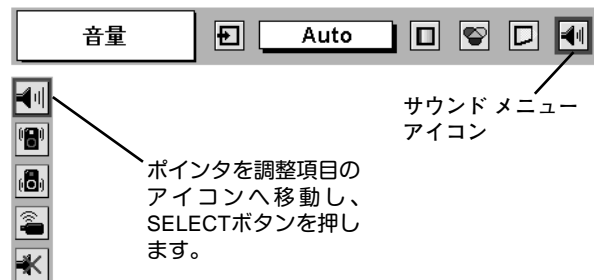 音量
Auto
サウンド メニュー
アイコン
ポインタを調整項目の
アイコンへ移動し、
SELECTボタンを押し
ます。